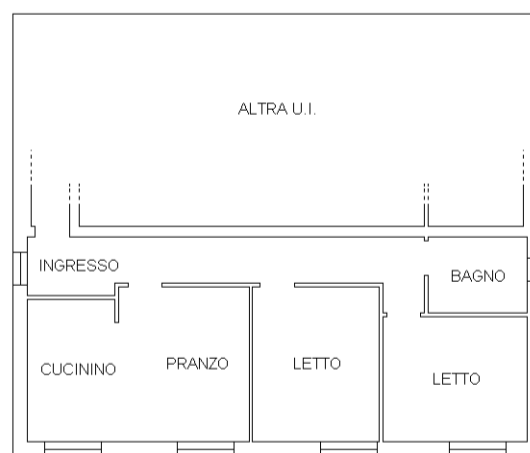 ALTRA U.I.
INGRESSO
BAGNO
CUCININO
PRANZO
LETTO
LETTO